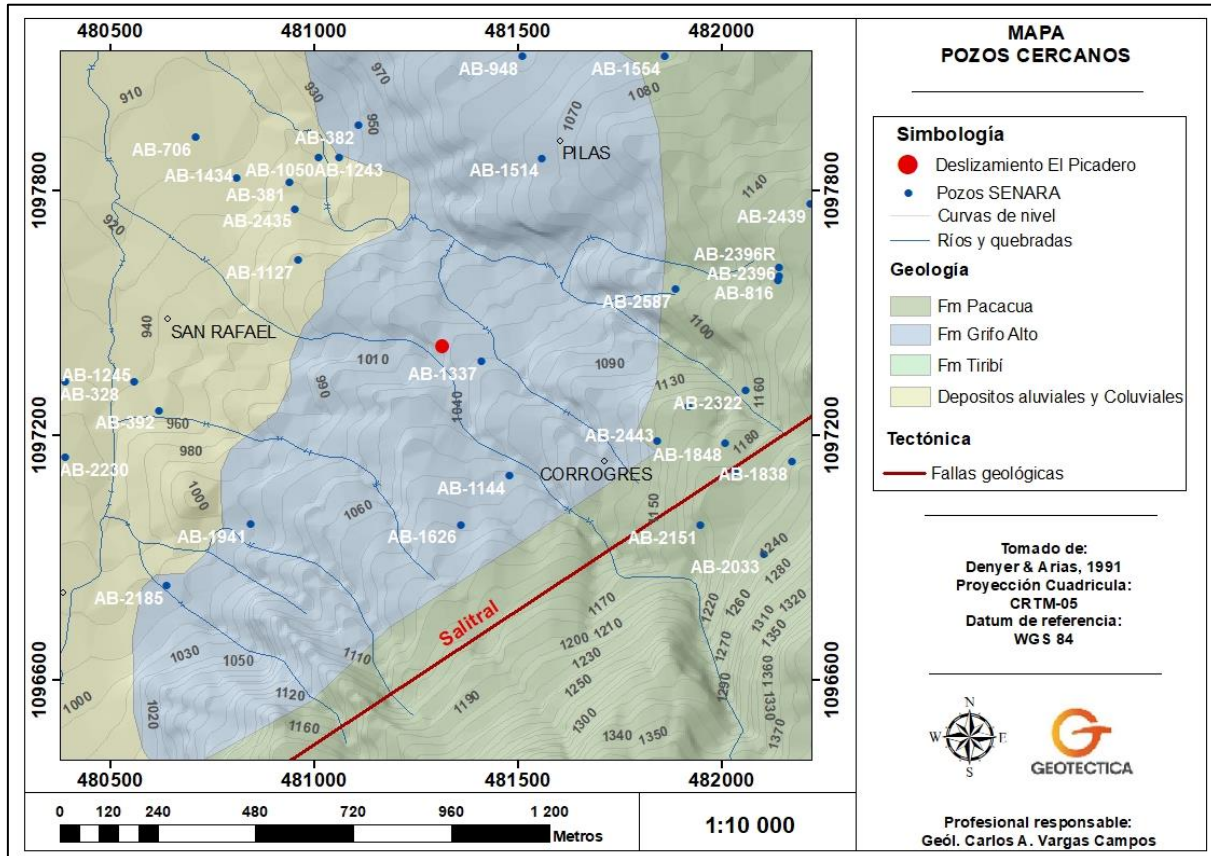 480500 481000 481500 482000
MAPA
POZOS CERCANOS
Simbología
Deslizamiento El Picadero
Pozos SENARA
Curvas de nivel
Ríos y quebradas
Geología
Fm Pacacua
Fm Grifo Alto
Fm Tiribí
Depositos aluviales y Coluviales
Tectónica
Fallas geológicas
Tomado de:
Denyer & Arias, 1991
Proyección Cuadricula:
CRTM-05
Datum de referencia:
WGS 84
N
W E
S
GEOTECTICA
Profesional responsable:
Geól. Carlos A. Vargas Campos
1097800
1097200
1096600
1097800
1097200
1096600
AB-948
AB-1554
970
1080
910
930
950
1070
AB-382
AB-706
PILAS
AB-1050
AB-1243
AB-1514
AB-1434
AB-381
1140
AB-2435
AB-2439
920
AB-1127
AB-2396R
AB-2396
AB-816
AB-2587
940
SAN RAFAEL
1100
1010
AB-1337
1090
990
AB-1245
AB-328
1130
1160
1040
AB-2322
AB-392
960
980
AB-2443
AB-1848
1180
AB-2230
CORROGRES
AB-1838
1000
AB-1144
1060
1150
AB-1941
AB-1626
AB-2151
AB-2033
1240
1280
AB-2185
Salitral
1170
1220
1260
1320
1310
1350
1200
1210
1270
1230
1030
1050
1110
1250
1360
1290
1330
1000
1020
1120
1190
1160
1300
1340
1350
1370
480500 481000 481500 482000
0 120 240 480 720 960 1 200
Metros
1:10 000